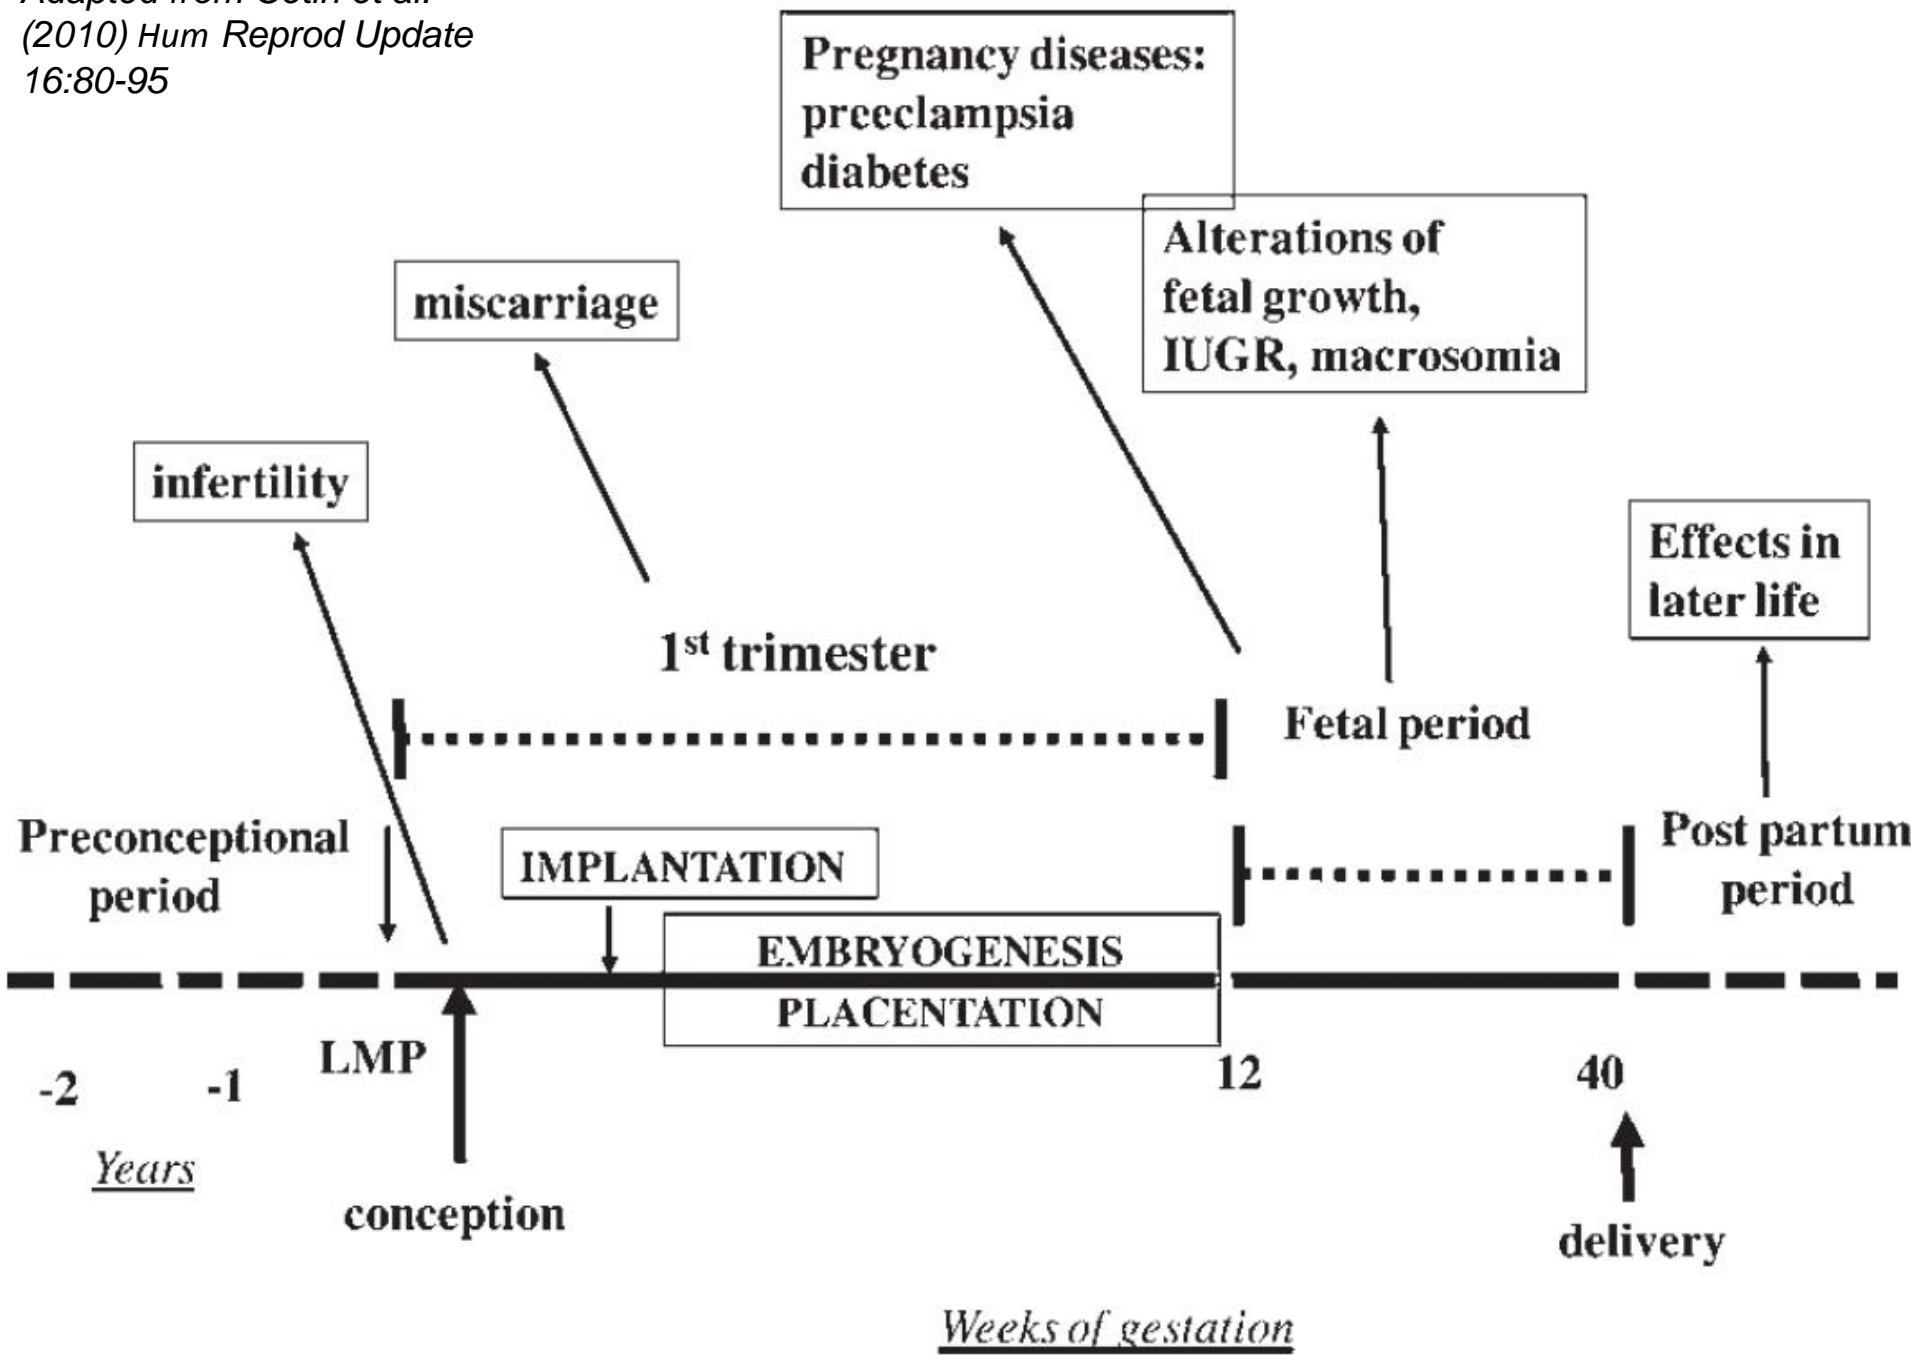 (2010) Hum Reprod Update
16:80-95
Pregnancy diseases:
preeclampsia
diabetes
Alterations of
fetal growth,
IUGR, macrosomia
miscarriage
infertility
Effects in
later life
1st trimester
Fetal period
Preconceptional
period
IMPLANTATION
Post partum
period
EMBRYOGENESIS
PLACENTATION
LMP
-2
-1
12
40
Years
conception
delivery
Weeks of gestation